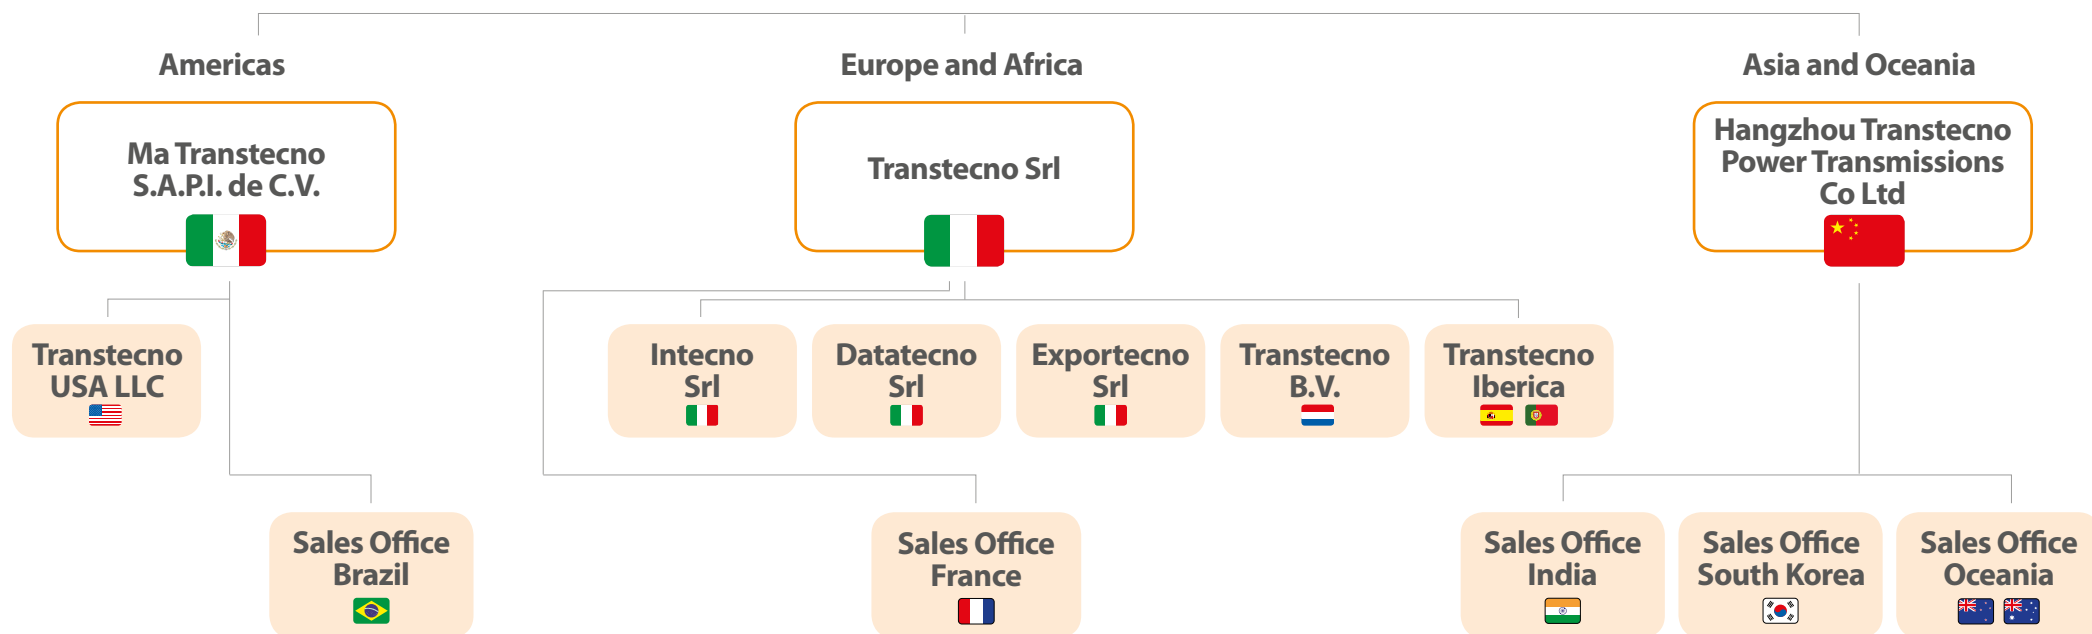 Americas
Europe and Africa
Asia and Oceania
Ma Transtecno
S.A.P.I. de C.V.
Transtecno Srl
Hangzhou Transtecno
Power Transmissions
Co Ltd
Transtecno
USA LLC
Intecno
Srl
Datatecno
Srl
Exportecno
Srl
Transtecno
B.V.
Transtecno
Iberica
Sales Office
Brazil
Sales Office
France
Sales Office
India
Sales Office
South Korea
Sales Office
Oceania